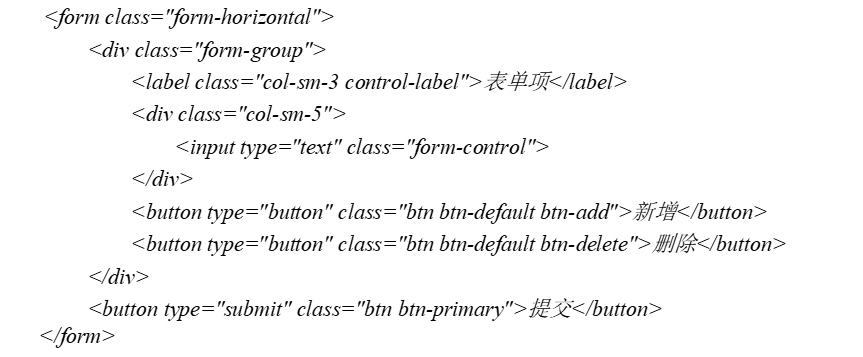 <form class="form-horizontal">
<div class="form-group">
<label class="col-sm-3 control-label">表单项</label>
<div class="col-sm-5">
<input type="text" class="form-control">
</div>
<button type="button" class="btn btn-default btn-add">新增</button>
<button type="button" class="btn btn-default btn-delete">删除</button>
</div>
<button type="submit" class="btn btn-primary">提交</button>
</form>